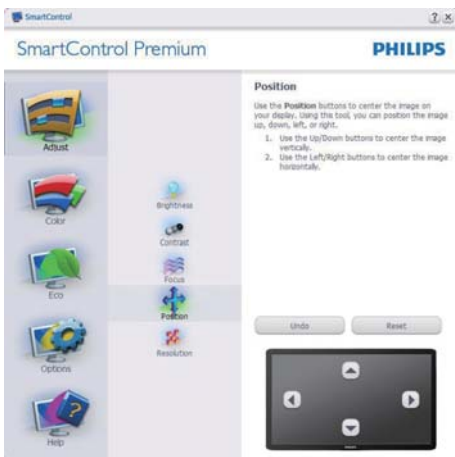 SmartControl
SmartControl Premium
PHILIPS
Adjust
Color
Eco
Options
Help
Brightness
Contrast
Focus
Position
Resolution
Position
Use the Position buttons to center the image on
your display. Using the tool, you can position the image
up, down, left, or right.
1. Use the Up/Down buttons to center the image
vertically.
2. Use the Left/Right buttons to center the image
horizontally.
Undo
Reset